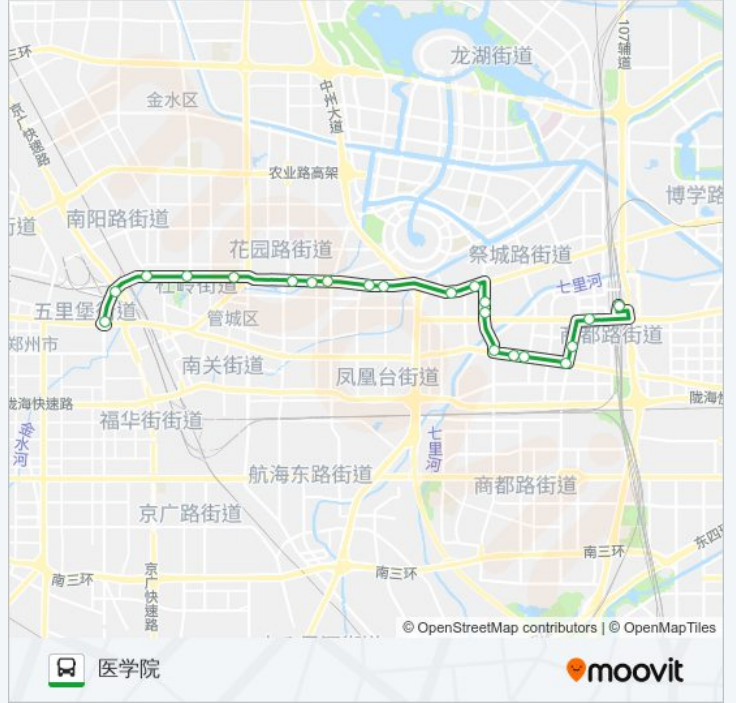 107辅道
龙湖街道
三环
中州大道
金水区
京广快速路
农业路高架
博学路
南阳路街道
街道
花园路街道
祭城路街道
七里河
杜岭街道
五里堡街道
管城区
商都路街道
郑州市
南关街道
凤凰台街道
陇海快速路
陇海快
福华街街道
金水河
七里河
航海东路街道
商都路街道
京广路街道
东四环
南三环
南三环
南三环
京广快速路
© OpenStreetMap contributors | © OpenMapTiles
医学院
moovit